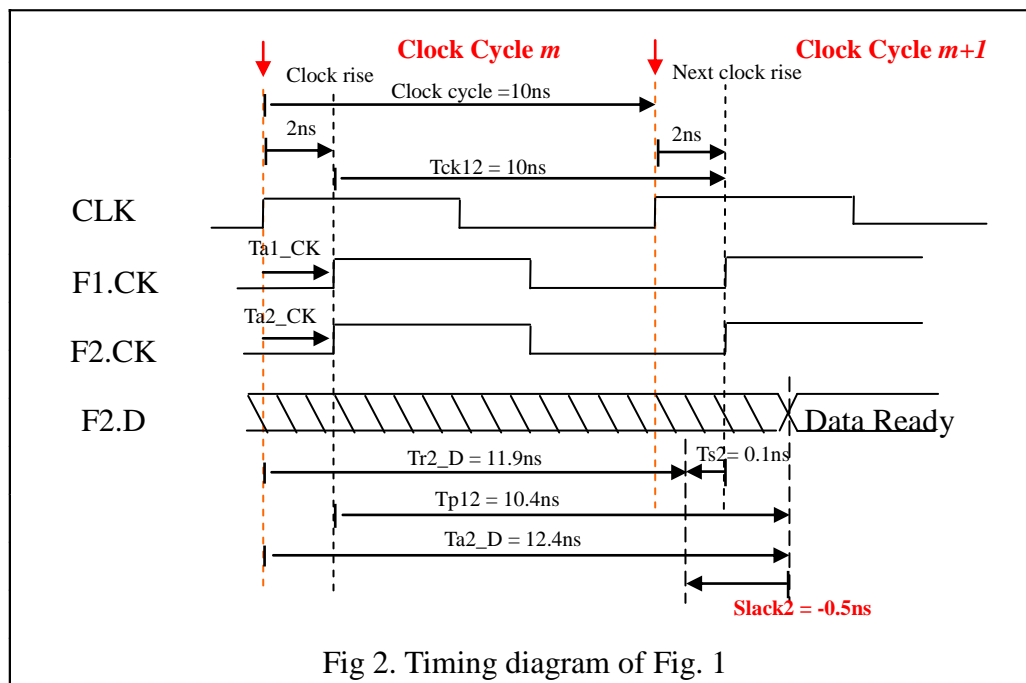 Clock Cycle m
Clock Cycle m+1
Clock rise
Next clock rise
Clock cycle =10ns
2ns
2ns
Tck12 = 10ns
CLK
Ta1_CK
F1.CK
Ta2_CK
F2.CK
F2.D
Data Ready
Tr2_D = 11.9ns
Ts2= 0.1ns
Tp12 = 10.4ns
Ta2_D = 12.4ns
Slack2 = -0.5ns
Fig 2. Timing diagram of Fig. 1